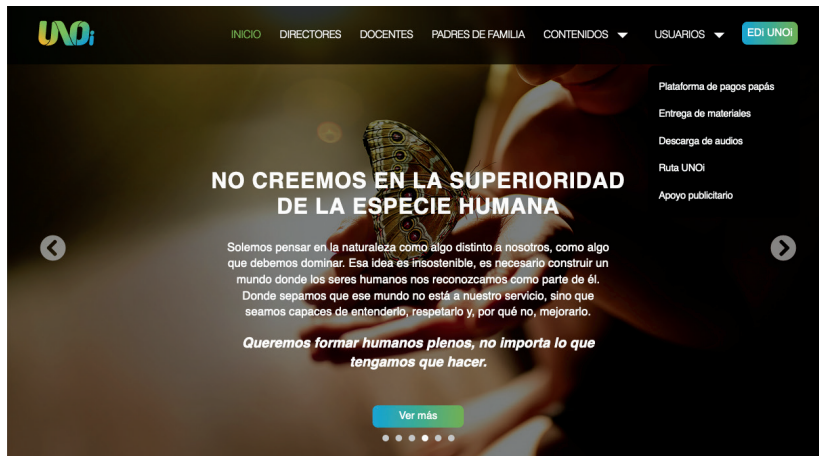 UNOi
INICIO DIRECTORES DOCENTES PADRES DE FAMILIA CONTENIDOS USUARIOS EDi UNOi
Plataforma de pagos papás
Entrega de materiales
Descarga de audios
Ruta UNOi
Apoyo publicitario
NO CREEMOS EN LA SUPERIORIDAD
DE LA ESPECIE HUMANA
Solemos pensar en la naturaleza como algo distinto a nosotros, como algo
que debemos dominar. Esa idea es insostenible, es necesario construir un
mundo donde los seres humanos nos reconozcamos como parte de él.
Donde sepamos que ese mundo no está a nuestro servicio, sino que
seamos capaces de entenderlo, respetarlo y, por qué no, mejorarlo.
Queremos formar humanos plenos, no importa lo que
tengamos que hacer.
Ver más